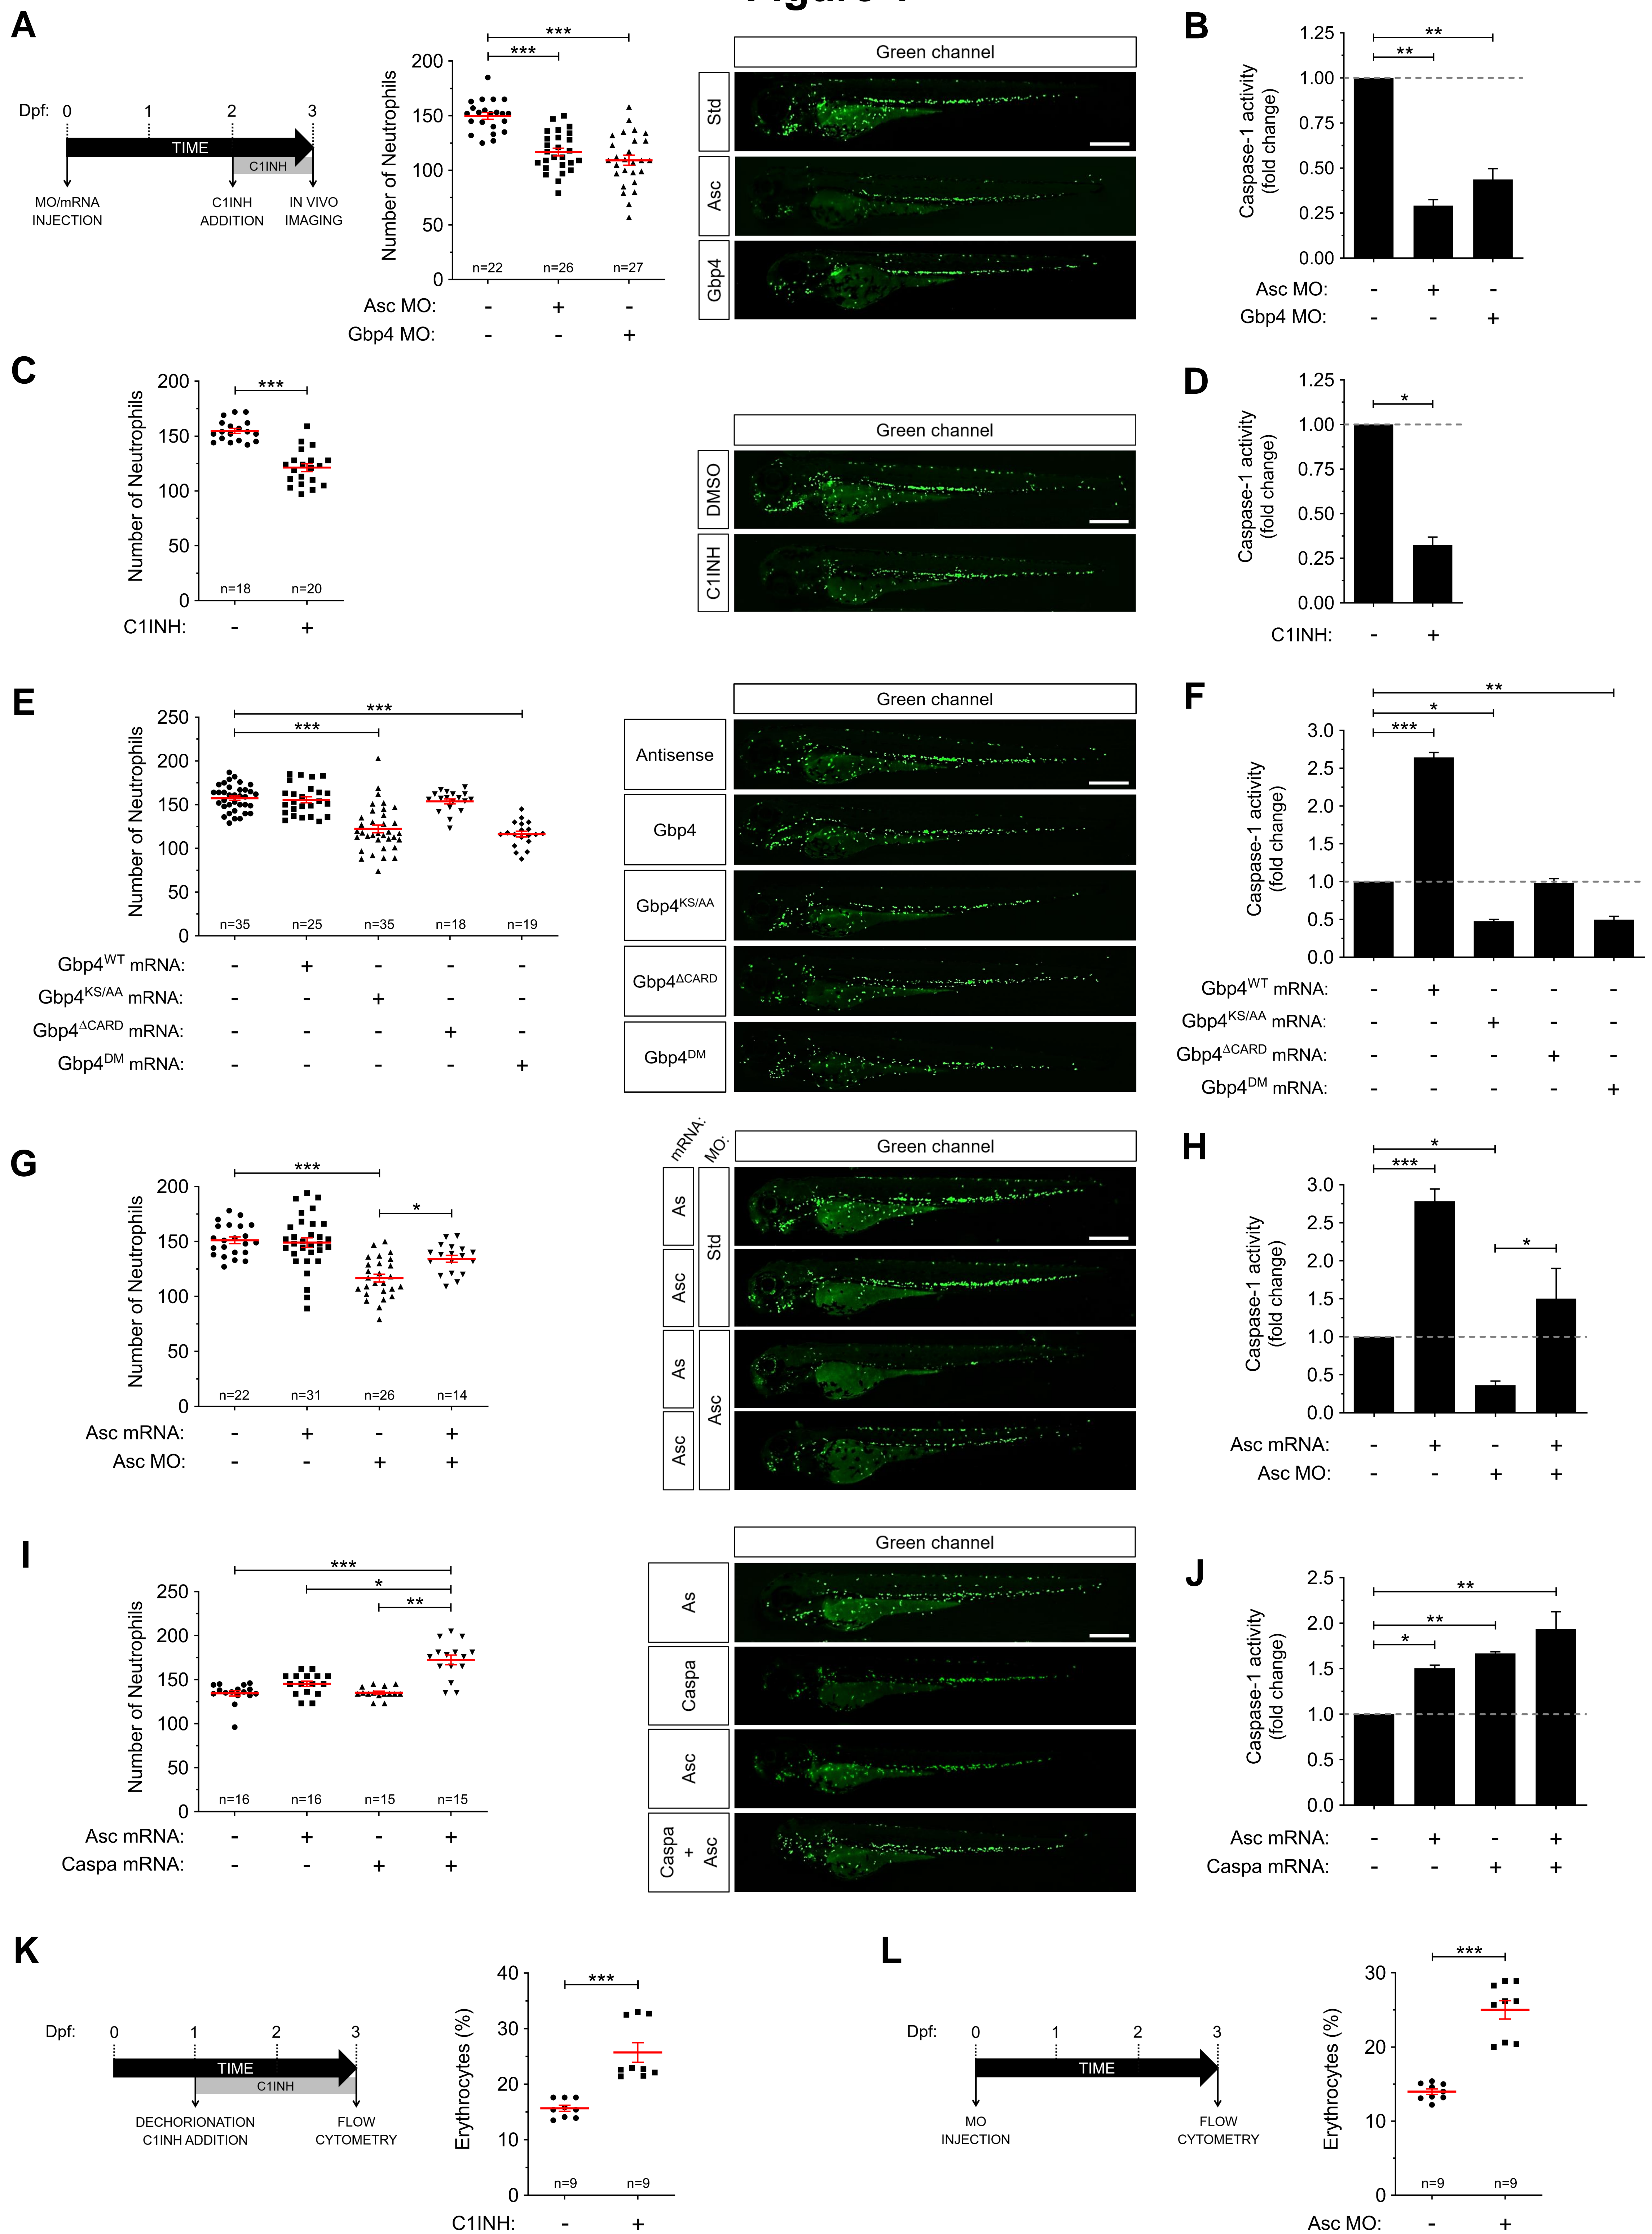 A
Dpf: 0 1 2 3
TIME
C1INH
MO/mRNA INJECTION
C1INH ADDITION
IN VIVO IMAGING
Number of Neutrophils
200
150
100
50
0
***
***
n=22 n=26 n=27
Asc MO: - + -
Gbp4 MO: - - +
Green channel
Std
Asc
Gbp4
B
Caspase-1 activity
(fold change)
1.25
1.00
0.75
0.50
0.25
0.00
**
**
Asc MO: - + -
Gbp4 MO: - - +
C
Number of Neutrophils
200
150
100
50
0
***
n=18 n=20
C1INH: - +
Green channel
DMSO
C1INH
D
Caspase-1 activity
(fold change)
1.25
1.00
0.75
0.50
0.25
0.00
*
C1INH: - +
E
Number of Neutrophils
250
200
150
100
50
0
***
***
n=35 n=25 n=35 n=18 n=19
Gbp4WT mRNA: - + - - -
Gbp4KS/AA mRNA: - - + - -
Gbp4ΔCARD mRNA: - - - + -
Gbp4DM mRNA: - - - - +
Green channel
Antisense
Gbp4
Gbp4KS/AA
Gbp4ΔCARD
Gbp4DM
F
Caspase-1 activity
(fold change)
3.0
2.5
2.0
1.5
1.0
0.5
0.0
**
*
***
Gbp4WT mRNA: - + - - -
Gbp4KS/AA mRNA: - - + - -
Gbp4ΔCARD mRNA: - - - + -
Gbp4DM mRNA: - - - - +
G
Number of Neutrophils
200
150
100
50
0
***
*
n=22 n=31 n=26 n=14
Asc mRNA: - + - +
Asc MO: - - + +
mRNA:
MO:
Green channel
As
Asc
Std
As
Asc
Asc
H
Caspase-1 activity
(fold change)
3.0
2.5
2.0
1.5
1.0
0.5
0.0
*
***
*
Asc mRNA: - + - +
Asc MO: - - + +
I
Number of Neutrophils
250
200
150
100
50
0
***
*
**
n=16 n=16 n=15 n=15
Asc mRNA: - + - +
Caspa mRNA: - - + +
Green channel
As
Caspa
Asc
Caspa
+
Asc
J
Caspase-1 activity
(fold change)
2.5
2.0
1.5
1.0
0.5
0.0
**
**
*
Asc mRNA: - + - +
Caspa mRNA: - - + +
K
Dpf: 0 1 2 3
TIME
C1INH
DECHORIONATION
C1INH ADDITION
FLOW
CYTOMETRY
Erythrocytes (%)
40
30
20
10
0
***
n=9 n=9
C1INH: - +
L
Dpf: 0 1 2 3
TIME
MO
INJECTION
FLOW
CYTOMETRY
Erythrocytes (%)
30
20
10
0
***
n=9 n=9
Asc MO: - +